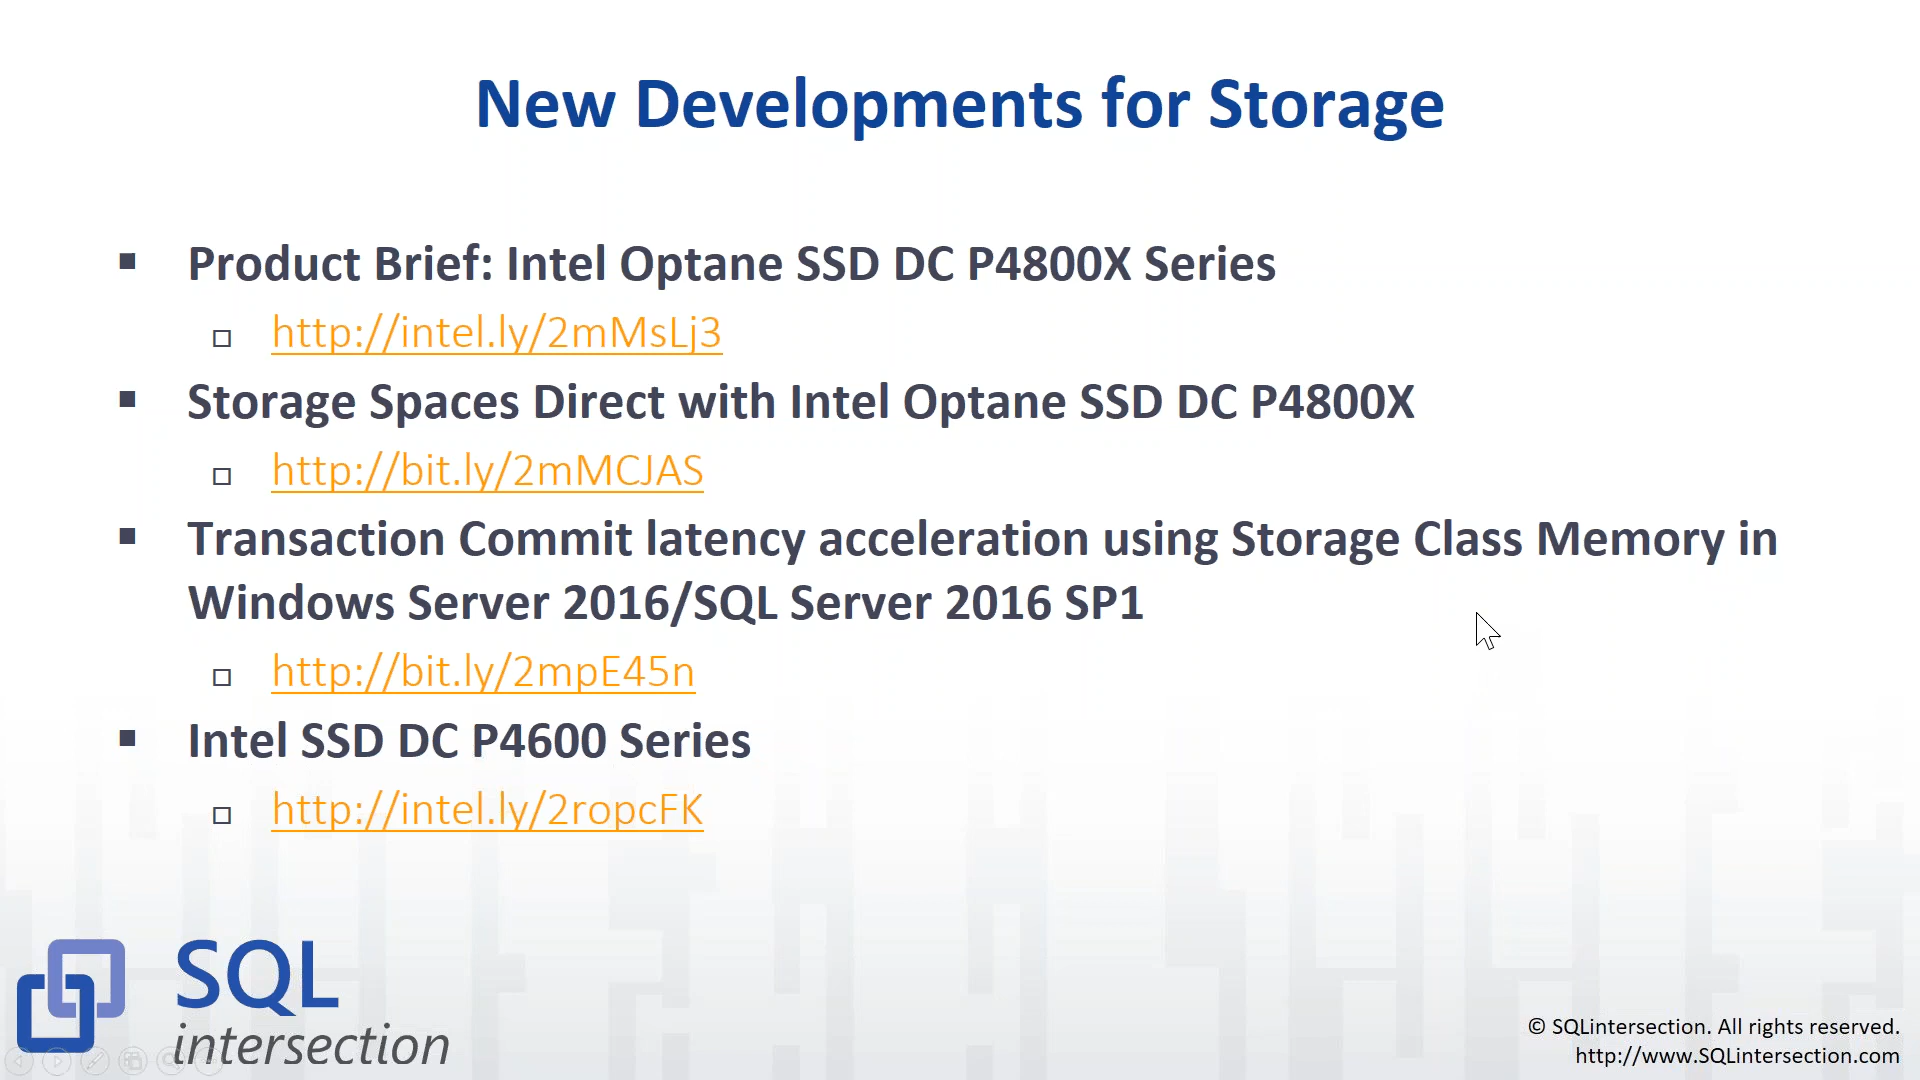 New Developments for Storage
Product Brief: Intel Optane SSD DC P4800X Series
http://intel.ly/2mMsLj3
Storage Spaces Direct with Intel Optane SSD DC P4800X
http://bit.ly/2mMCJAS
Transaction Commit latency acceleration using Storage Class Memory in
Windows Server 2016/SQL Server 2016 SP1
http://bit.ly/2mpE45n
Intel SSD DC P4600 Series
http://intel.ly/2ropcFK
SQL
intersection
© SQLintersection. All rights reserved.
http://www.SQLintersection.com